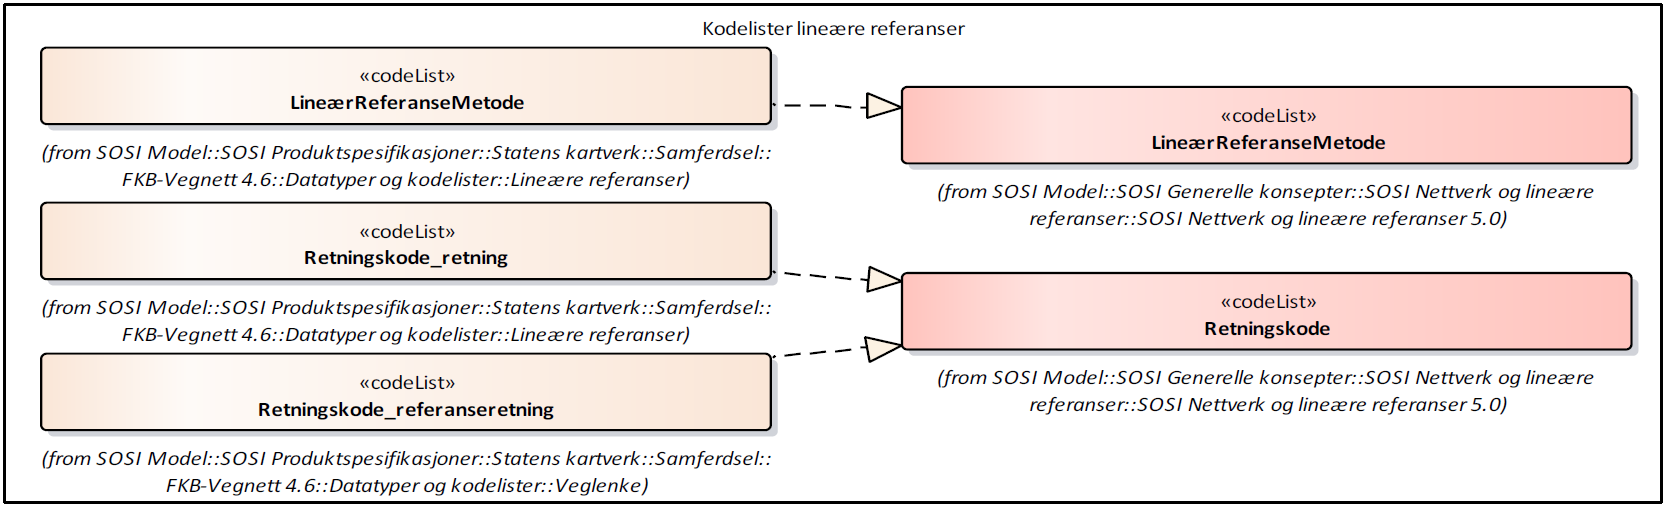 Kodelister lineære referanser
«codeList»
LineærReferanseMetode
(from SOSI Model::SOSI Produktspesifikasjoner::Statens kartverk::Samferdsel::
FKB-Vegnett 4.6::Datatyper og kodelister::Lineære referanser)
«codeList»
Retningskode_retning
(from SOSI Model::SOSI Produktspesifikasjoner::Statens kartverk::Samferdsel::
FKB-Vegnett 4.6::Datatyper og kodelister::Lineære referanser)
«codeList»
Retningskode_referanseretning
(from SOSI Model::SOSI Produktspesifikasjoner::Statens kartverk::Samferdsel::
FKB-Vegnett 4.6::Datatyper og kodelister::Veglenke)
«codeList»
LineærReferanseMetode
(from SOSI Model::SOSI Generelle konsepter::SOSI Nettverk og lineære
referanser::SOSI Nettverk og lineære referanser 5.0)
«codeList»
Retningskode
(from SOSI Model::SOSI Generelle konsepter::SOSI Nettverk og lineære
referanser::SOSI Nettverk og lineære referanser 5.0)